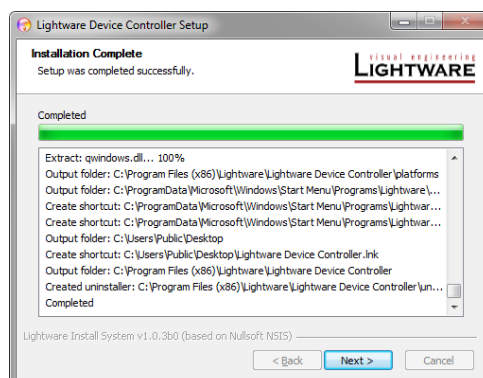 Lightware Device Controller Setup
Installation Complete
Setup was completed successfully.
visual engineering
LIGHTWARE
Completed
Extract: qwindows.dll... 100%
Output folder: C:\Program Files (x86)\Lightware\Lightware Device Controller\platforms
Output folder: C:\ProgramData\Microsoft\Windows\Start Menu\Programs\Lightware\...
Create shortcut: C:\ProgramData\Microsoft\Windows\Start Menu\Programs\Lightwar...
Create shortcut: C:\ProgramData\Microsoft\Windows\Start Menu\Programs\Lightwar...
Output folder: C:\Users\Public\Desktop
Create shortcut: C:\Users\Public\Desktop\Lightware Device Controller.lnk
Output folder: C:\Program Files (x86)\Lightware\Lightware Device Controller
Created uninstaller: C:\Program Files (x86)\Lightware\Lightware Device Controller\un...
Completed
Lightware Install System v1.0.3b0 (based on Nullsoft NSIS)
< Back
Next >
Cancel